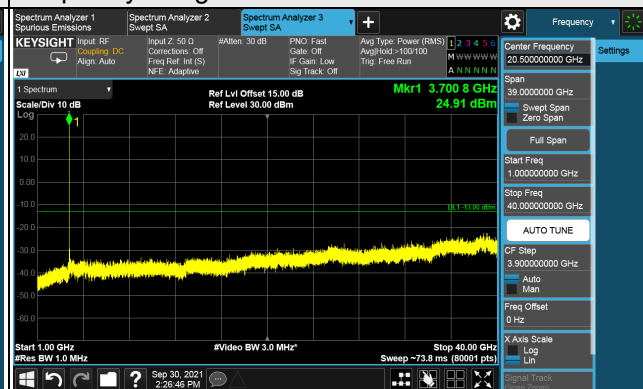 Spectrum Analyzer 1
Spurious Emissions
Spectrum Analyzer 2
Swept SA
Spectrum Analyzer 3
Swept SA
Frequency
KEYSIGHT
LXI
Input: RF
Coupling: DC
Align: Auto
Input Z: 50 Ω
Corrections: Off
Freq Ref: Int (S)
NFE: Adaptive
#Atten: 30 dB
PNO: Fast
Gate: Off
IF Gain: Low
Sig Track: Off
Avg Type: Power (RMS)
Avg|Hold:>100/100
Trig: Free Run
1 2 3 4 5 6
M W W W W W
A N N N N N
1 Spectrum
Scale/Div 10 dB
Ref Lvl Offset 15.00 dB
Ref Level 30.00 dBm
Mkr1 3.700 8 GHz
24.91 dBm
Log
1
20.0
10.0
0.00
-10.0
-20.0
-30.0
-40.0
-50.0
-60.0
DL1 -13.00 dBm
Start 1.00 GHz
#Res BW 1.0 MHz
#Video BW 3.0 MHz*
Stop 40.00 GHz
Sweep ~73.8 ms (80001 pts)
Sep 30, 2021
2:26:46 PM
Center Frequency
20.500000000 GHz
Settings
Span
39.0000000 GHz
Swept Span
Zero Span
Full Span
Start Freq
1.000000000 GHz
Stop Freq
40.000000000 GHz
AUTO TUNE
CF Step
3.900000000 GHz
Auto
Man
Freq Offset
0 Hz
X Axis Scale
Log
Lin
Signal Track
(Span Zoom)